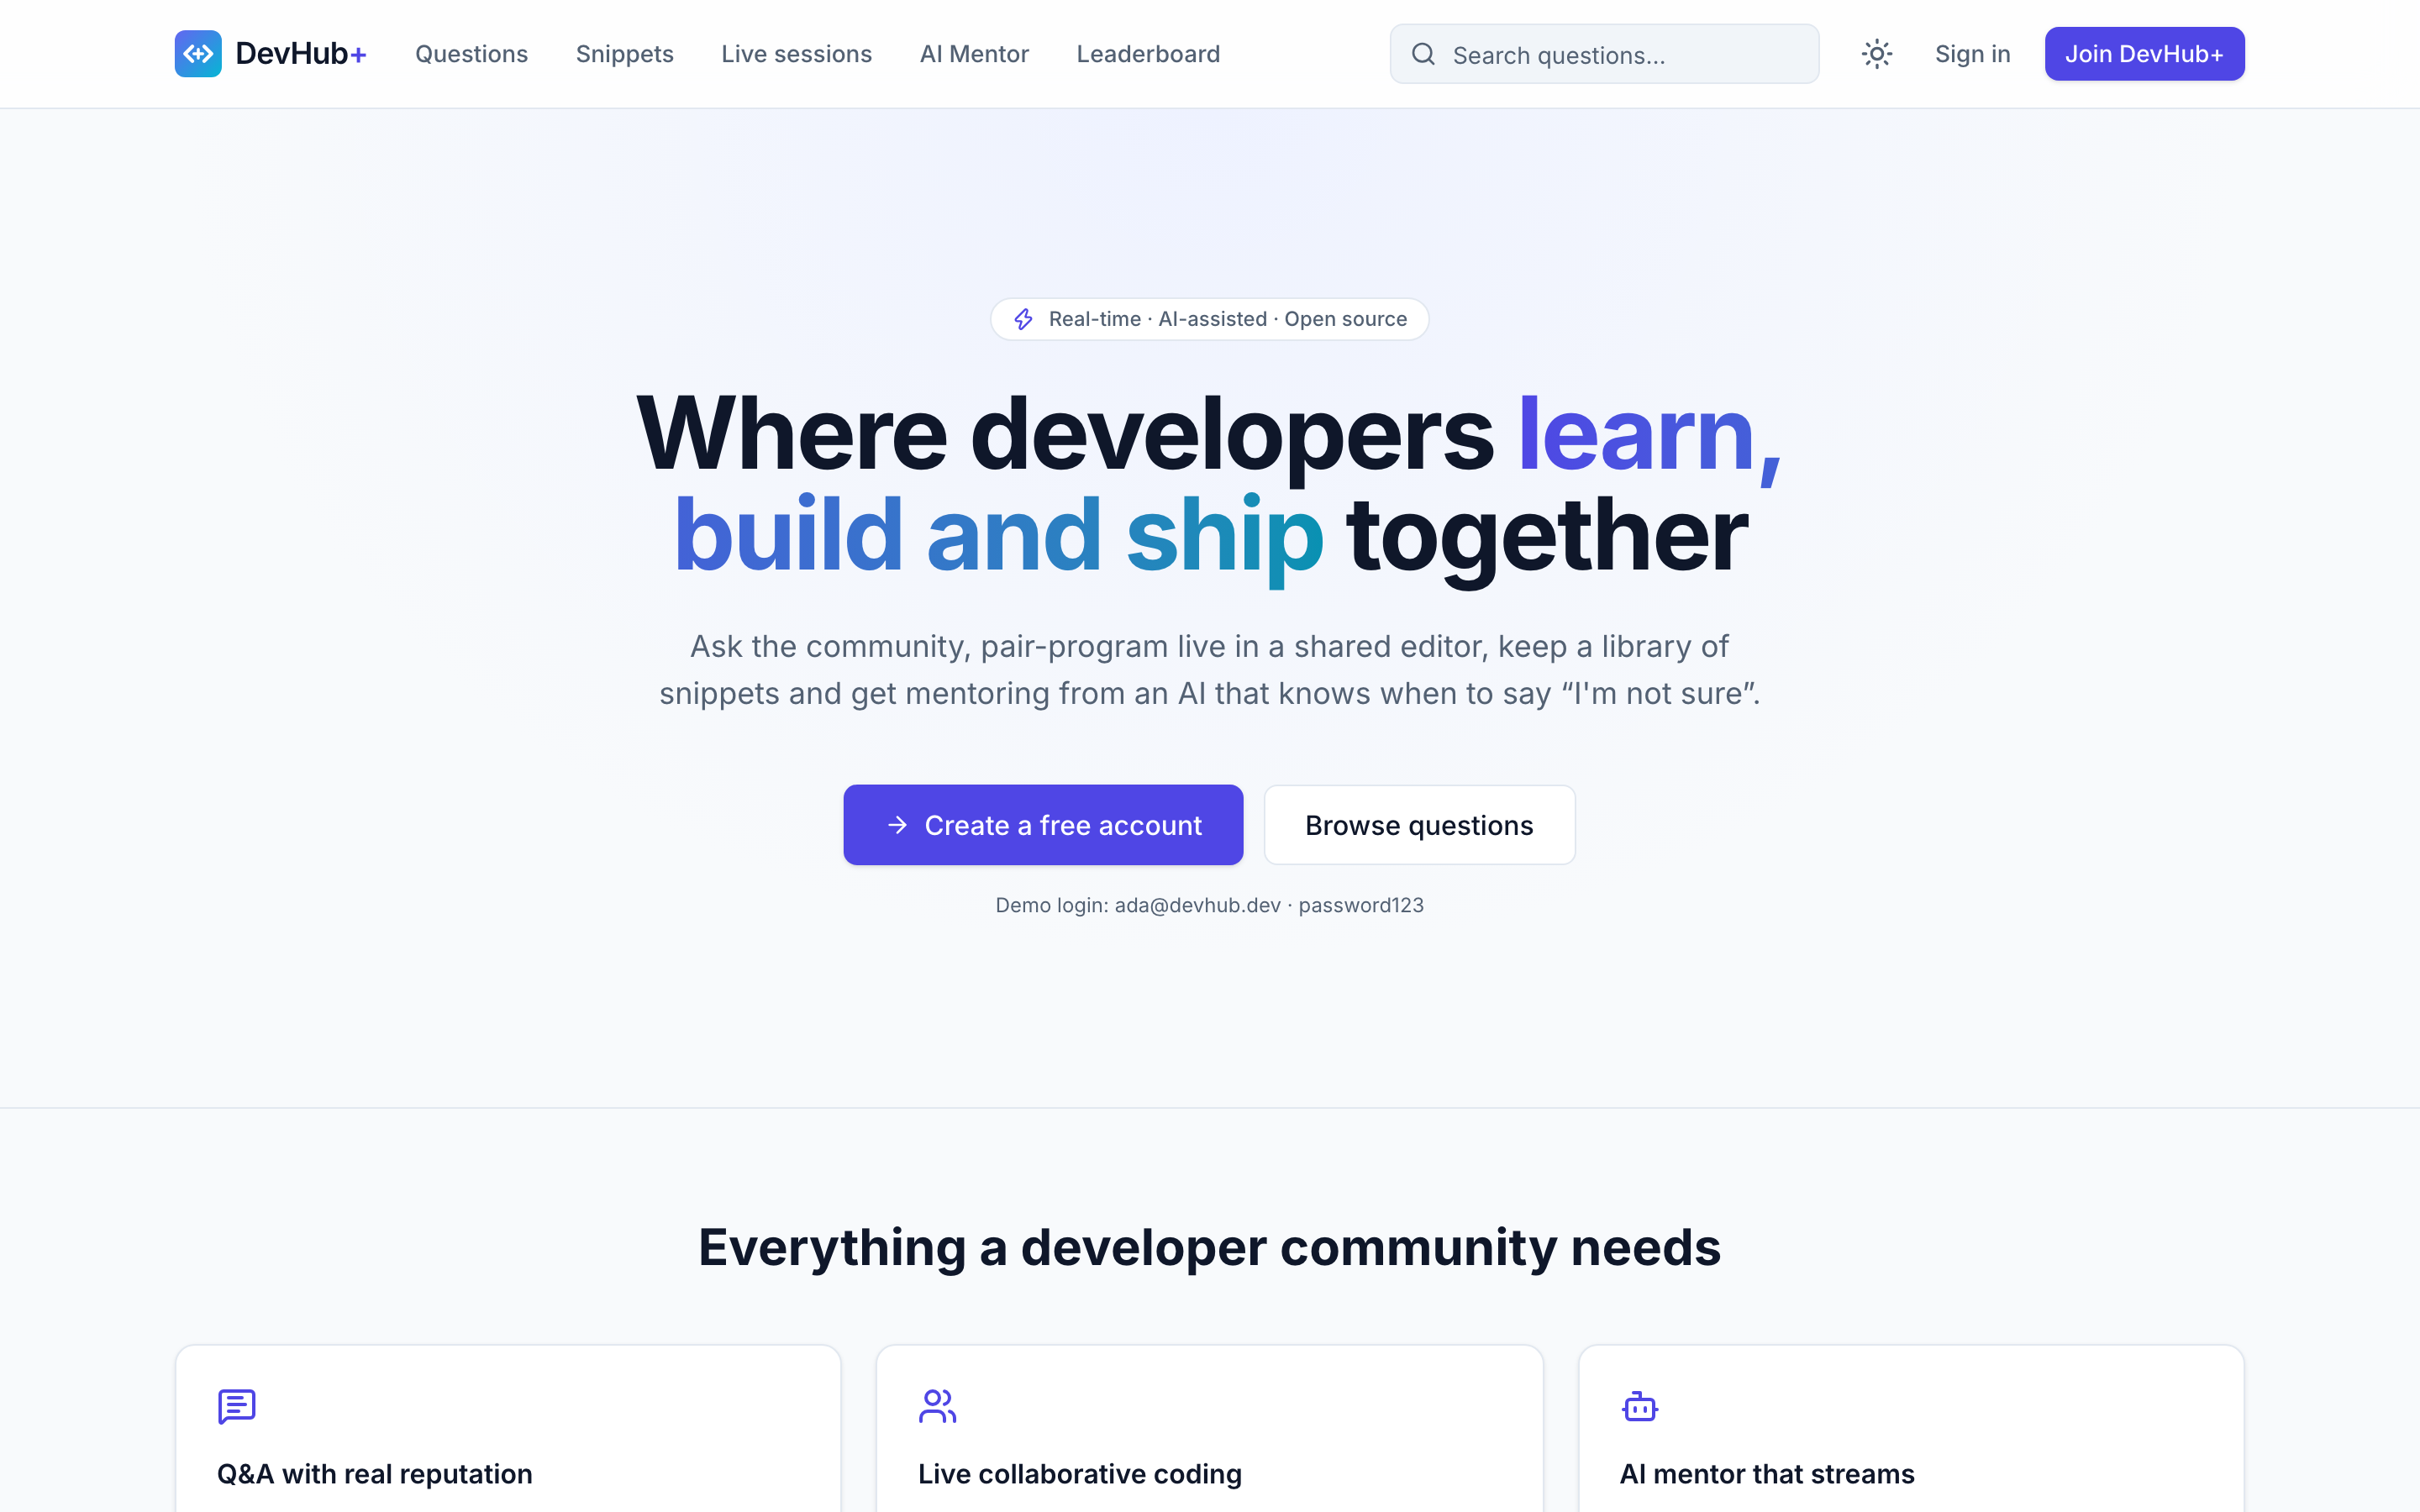 DevHub+
Questions
Snippets
Live sessions
AI Mentor
Leaderboard
Search questions...
Sign in
Join DevHub+
Real-time · AI-assisted · Open source
Where developers learn,
build and ship together
Ask the community, pair-program live in a shared editor, keep a library of
snippets and get mentoring from an AI that knows when to say “I'm not sure”.
Create a free account
Browse questions
Demo login: ada@devhub.dev · password123
Everything a developer community needs
Q&A with real reputation
Live collaborative coding
AI mentor that streams